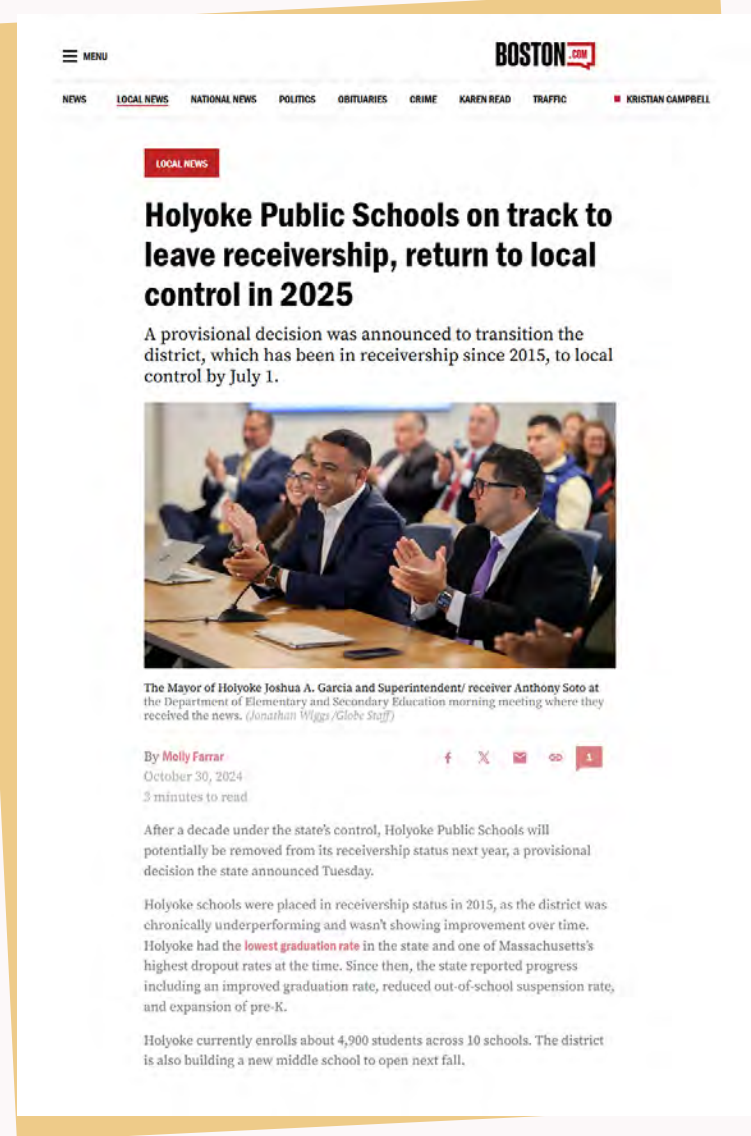 MENU
BOSTON.COM
NEWS LOCAL NEWS NATIONAL NEWS POLITICS OBITUARIES CRIME KAREN READ TRAFFIC KRISTIAN CAMPBELL
LOCAL NEWS
Holyoke Public Schools on track to
leave receivership, return to local
control in 2025
A provisional decision was announced to transition the
district, which has been in receivership since 2015, to local
control by July 1.
The Mayor of Holyoke Joshua A. Garcia and Superintendent/ receiver Anthony Soto at
the Department of Elementary and Secondary Education morning meeting where they
received the news. (Jonathan Wiggs/Globe Staff)
By Molly Farrar
1
October 30, 2024
3 minutes to read
After a decade under the state's control, Holyoke Public Schools will
potentially be removed from its receivership status next year, a provisional
decision the state announced Tuesday.
Holyoke schools were placed in receivership status in 2015, as the district was
chronically underperforming and wasn't showing improvement over time.
Holyoke had the lowest graduation rate in the state and one of Massachusetts's
highest dropout rates at the time. Since then, the state reported progress
including an improved graduation rate, reduced out-of-school suspension rate,
and expansion of pre-K.
Holyoke currently enrolls about 4,900 students across 10 schools. The district
is also building a new middle school to open next fall.